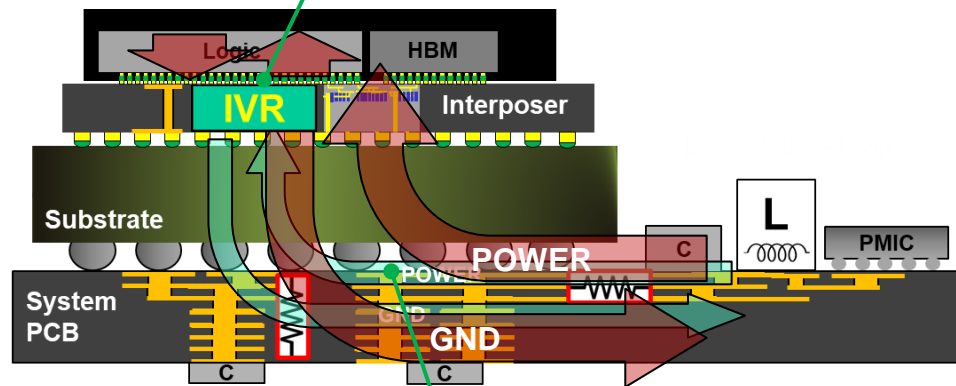 Logic
HBM
IVR
Interposer
Substrate
L
C
PMIC
POWER
POWER
System
PCB
GND
GND
C
C